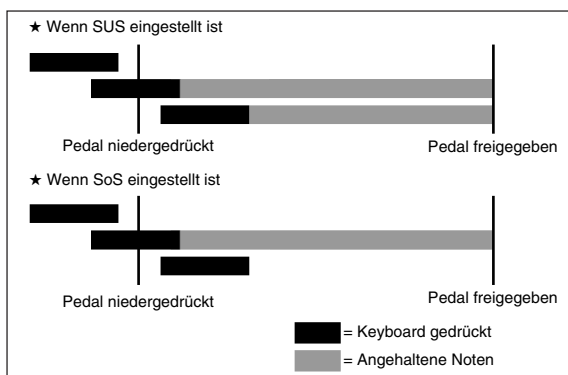 ★ Wenn SUS eingestellt ist
Pedal niedergedrückt Pedal freigegeben
★ Wenn SoS eingestellt ist
Pedal niedergedrückt Pedal freigegeben
= Keyboard gedrückt
= Angehaltene Noten